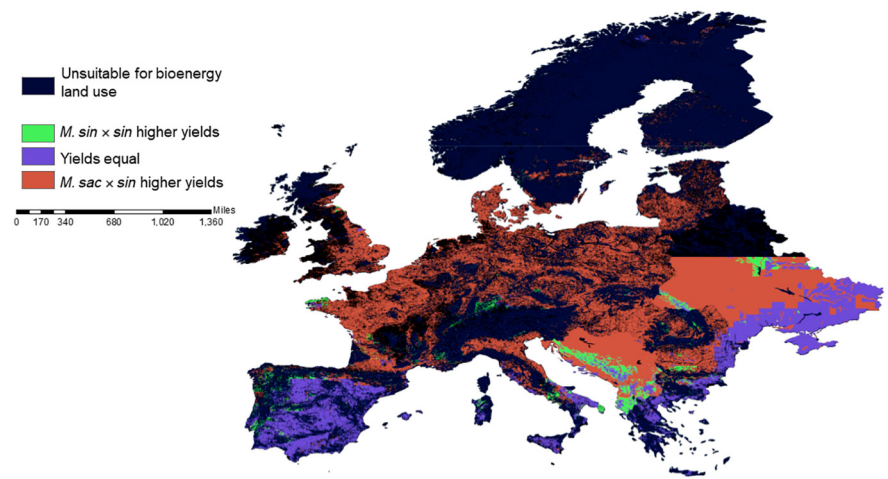 Unsuitable for bioenergy
land use
M. sin × sin higher yields
Yields equal
M. sac × sin higher yields
Miles
0 170 340 680 1,020 1,360